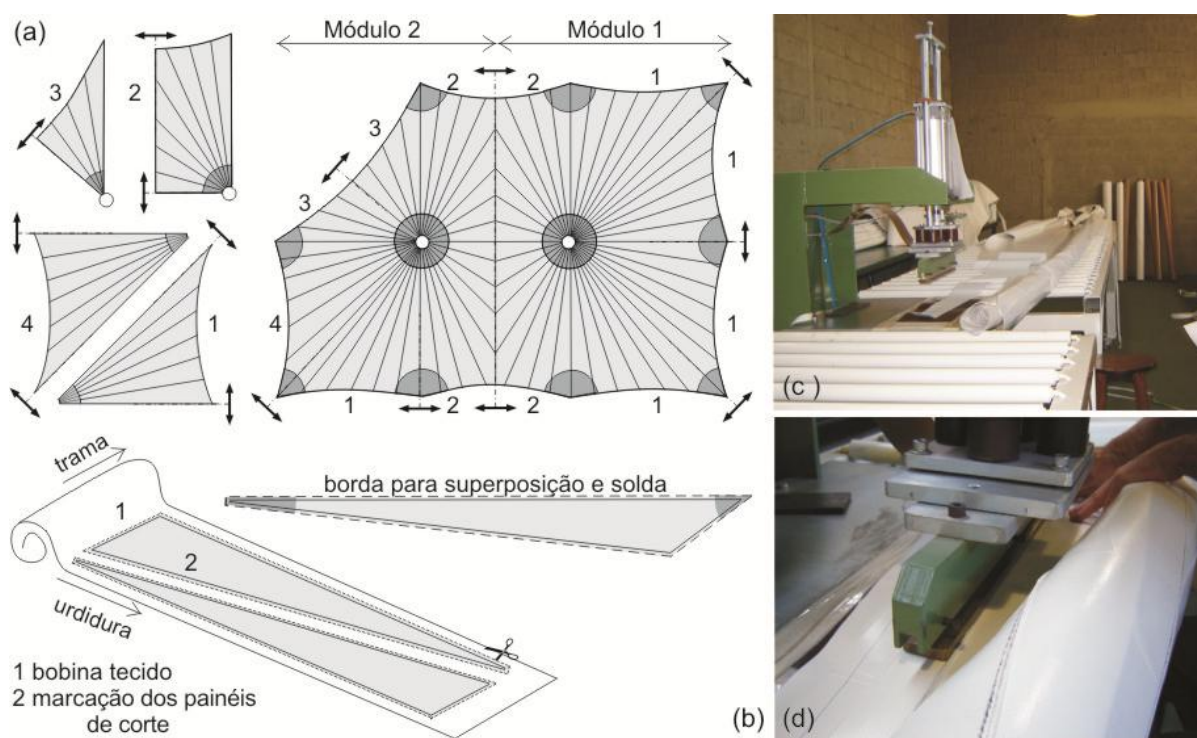 (a)
3
2
4
1
Módulo 2
Módulo 1
2
2
1
3
1
3
4
1
1
2
2
1
trama
1
2
urdidura
borda para superposição e solda
1 bobina tecido
2 marcação dos painéis
de corte
(b)
(c )
(d)